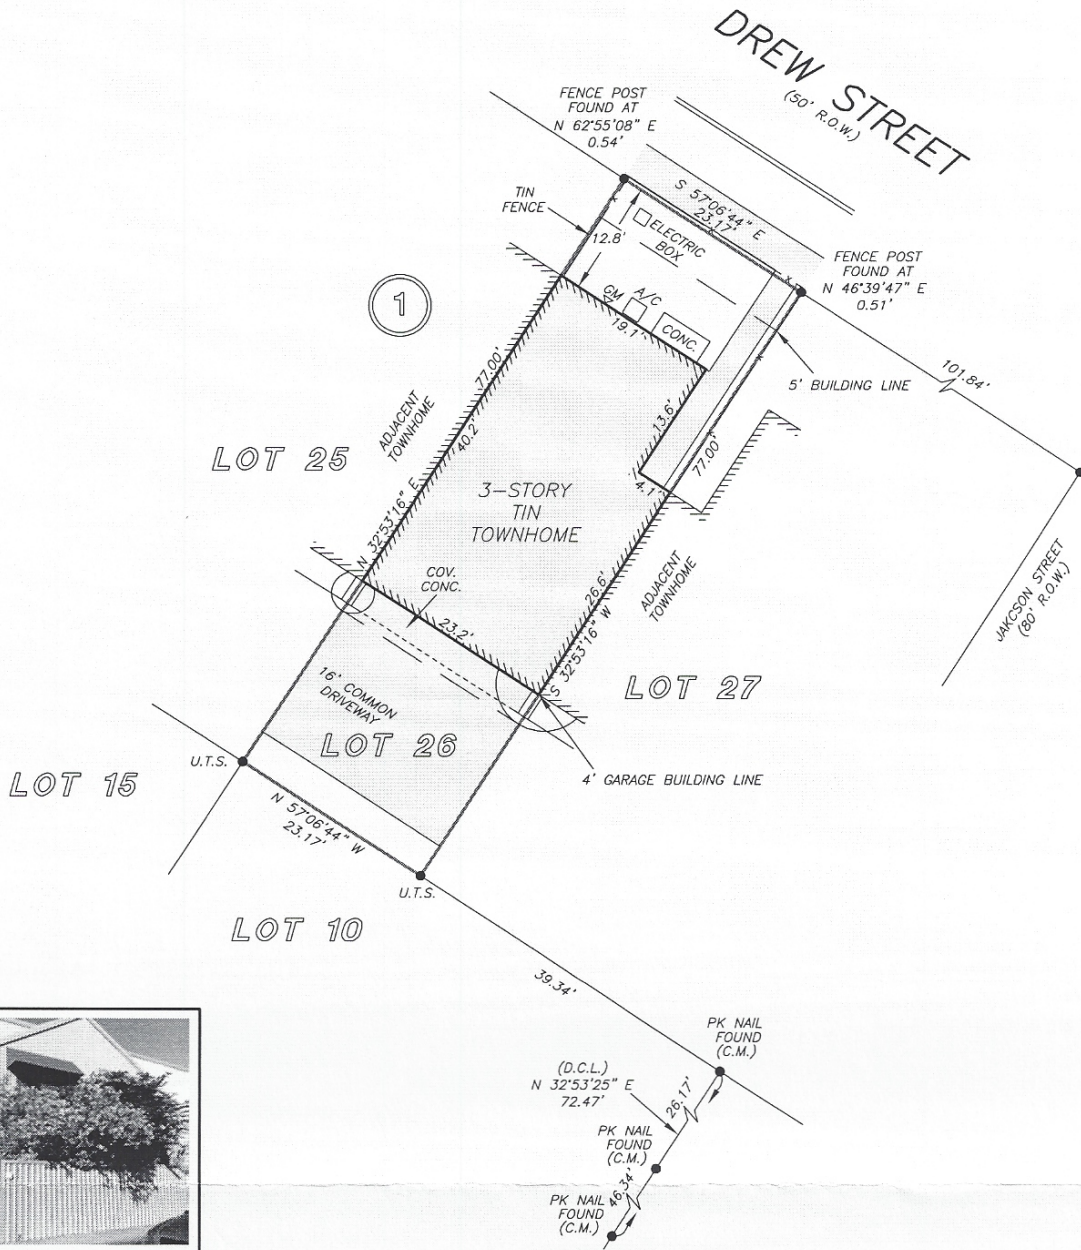 DREW STREET
(50' R.O.W.)
FENCE POST
FOUND AT
N 62°55'08" E
0.54'
TIN
FENCE
S 57°06'44" E
23.17'
ELECTRIC
BOX
12.8'
FENCE POST
FOUND AT
N 46°39'47" E
0.51'
1
GM
A/C
19.1'
CONC.
101.84'
5' BUILDING LINE
77.00'
40.2'
ADJACENT
TOWNHOME
13.6'
77.00'
LOT 25
4.1'
3-STORY
TIN
TOWNHOME
N 32°53'16" E
COV.
CONC.
26.6'
ADJACENT
TOWNHOME
JAKCSON STREET
(80' R.O.W.)
23.2'
S 32°53'16" W
LOT 27
16' COMMON
DRIVEWAY
LOT 26
U.T.S.
LOT 15
4' GARAGE BUILDING LINE
N 57°06'44" W
23.17'
U.T.S.
LOT 10
39.34'
PK NAIL
FOUND
(C.M.)
(D.C.L.)
N 32°53'25" E
72.47'
26.17'
PK NAIL
FOUND
(C.M.)
46.34'
PK NAIL
FOUND
(C.M.)